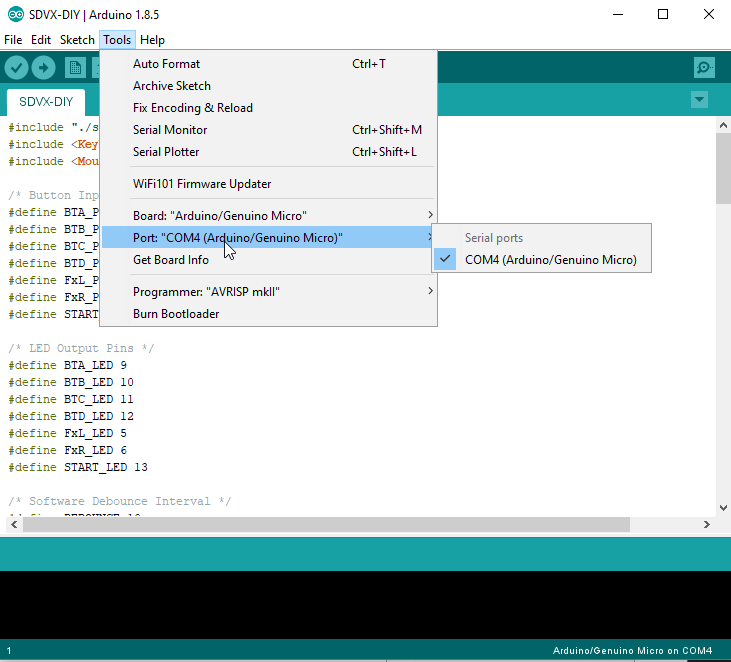 SDVX-DIY | Arduino 1.8.5
File Edit Sketch Tools Help
Auto Format Ctrl+T
Archive Sketch
Fix Encoding & Reload
Serial Monitor Ctrl+Shift+M
Serial Plotter Ctrl+Shift+L
WiFi101 Firmware Updater
Board: "Arduino/Genuino Micro"
Port: "COM4 (Arduino/Genuino Micro)"
Get Board Info
Programmer: "AVRISP mkII"
Burn Bootloader
Serial ports
COM4 (Arduino/Genuino Micro)
SDVX-DIY
#include "./s
#include <Key
#include <Mou
/* Button Inp
#define BTA_P
#define BTB_P
#define BTC_P
#define BTD_P
#define FxL_P
#define FxR_P
#define START
/* LED Output Pins */
#define BTA_LED 9
#define BTB_LED 10
#define BTC_LED 11
#define BTD_LED 12
#define FxL_LED 5
#define FxR_LED 6
#define START_LED 13
/* Software Debounce Interval */
1
Arduino/Genuino Micro on COM4